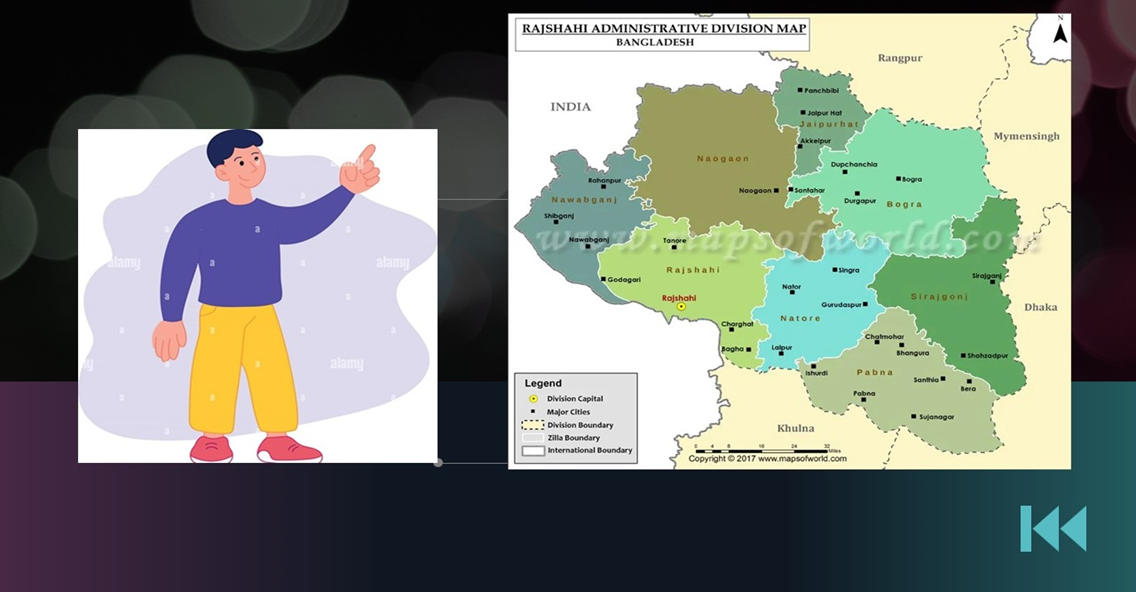 alamy
a
a
a
alamy
a
alamy
a
a
a
a
alamy
alamy
a
a
a
a
RAJSHAHI ADMINISTRATIVE DIVISION MAP
BANGLADESH
N
Rangpur
INDIA
Mymensingh
Panchbibi
Jaipur Hat
Jaipurhat
Akkelpur
Naogaon
Dupchanchia
Bogra
Rohanpur
Naogaon
Santahar
Durgapur
Bogra
Nawabganj
Shibganj
www.mapsofworld.com
Nawabganj
Tanore
Rajshahi
Singra
Godagari
Sirajganj
Nator
Rajshahi
Gurudaspur
Sirajgonj
Dhaka
Natore
Charghat
Chatmohar
Bagha
Lalpur
Bhangura
Shahzadpur
Ishurdi
Pabna
Santhia
Bera
Pabna
Sujanagar
Khulna
Legend
Division Capital
Major Cities
Division Boundary
Zilla Boundary
International Boundary
0 4 8 16 24 32
Miles
Copyright © 2017 www.mapsofworld.com